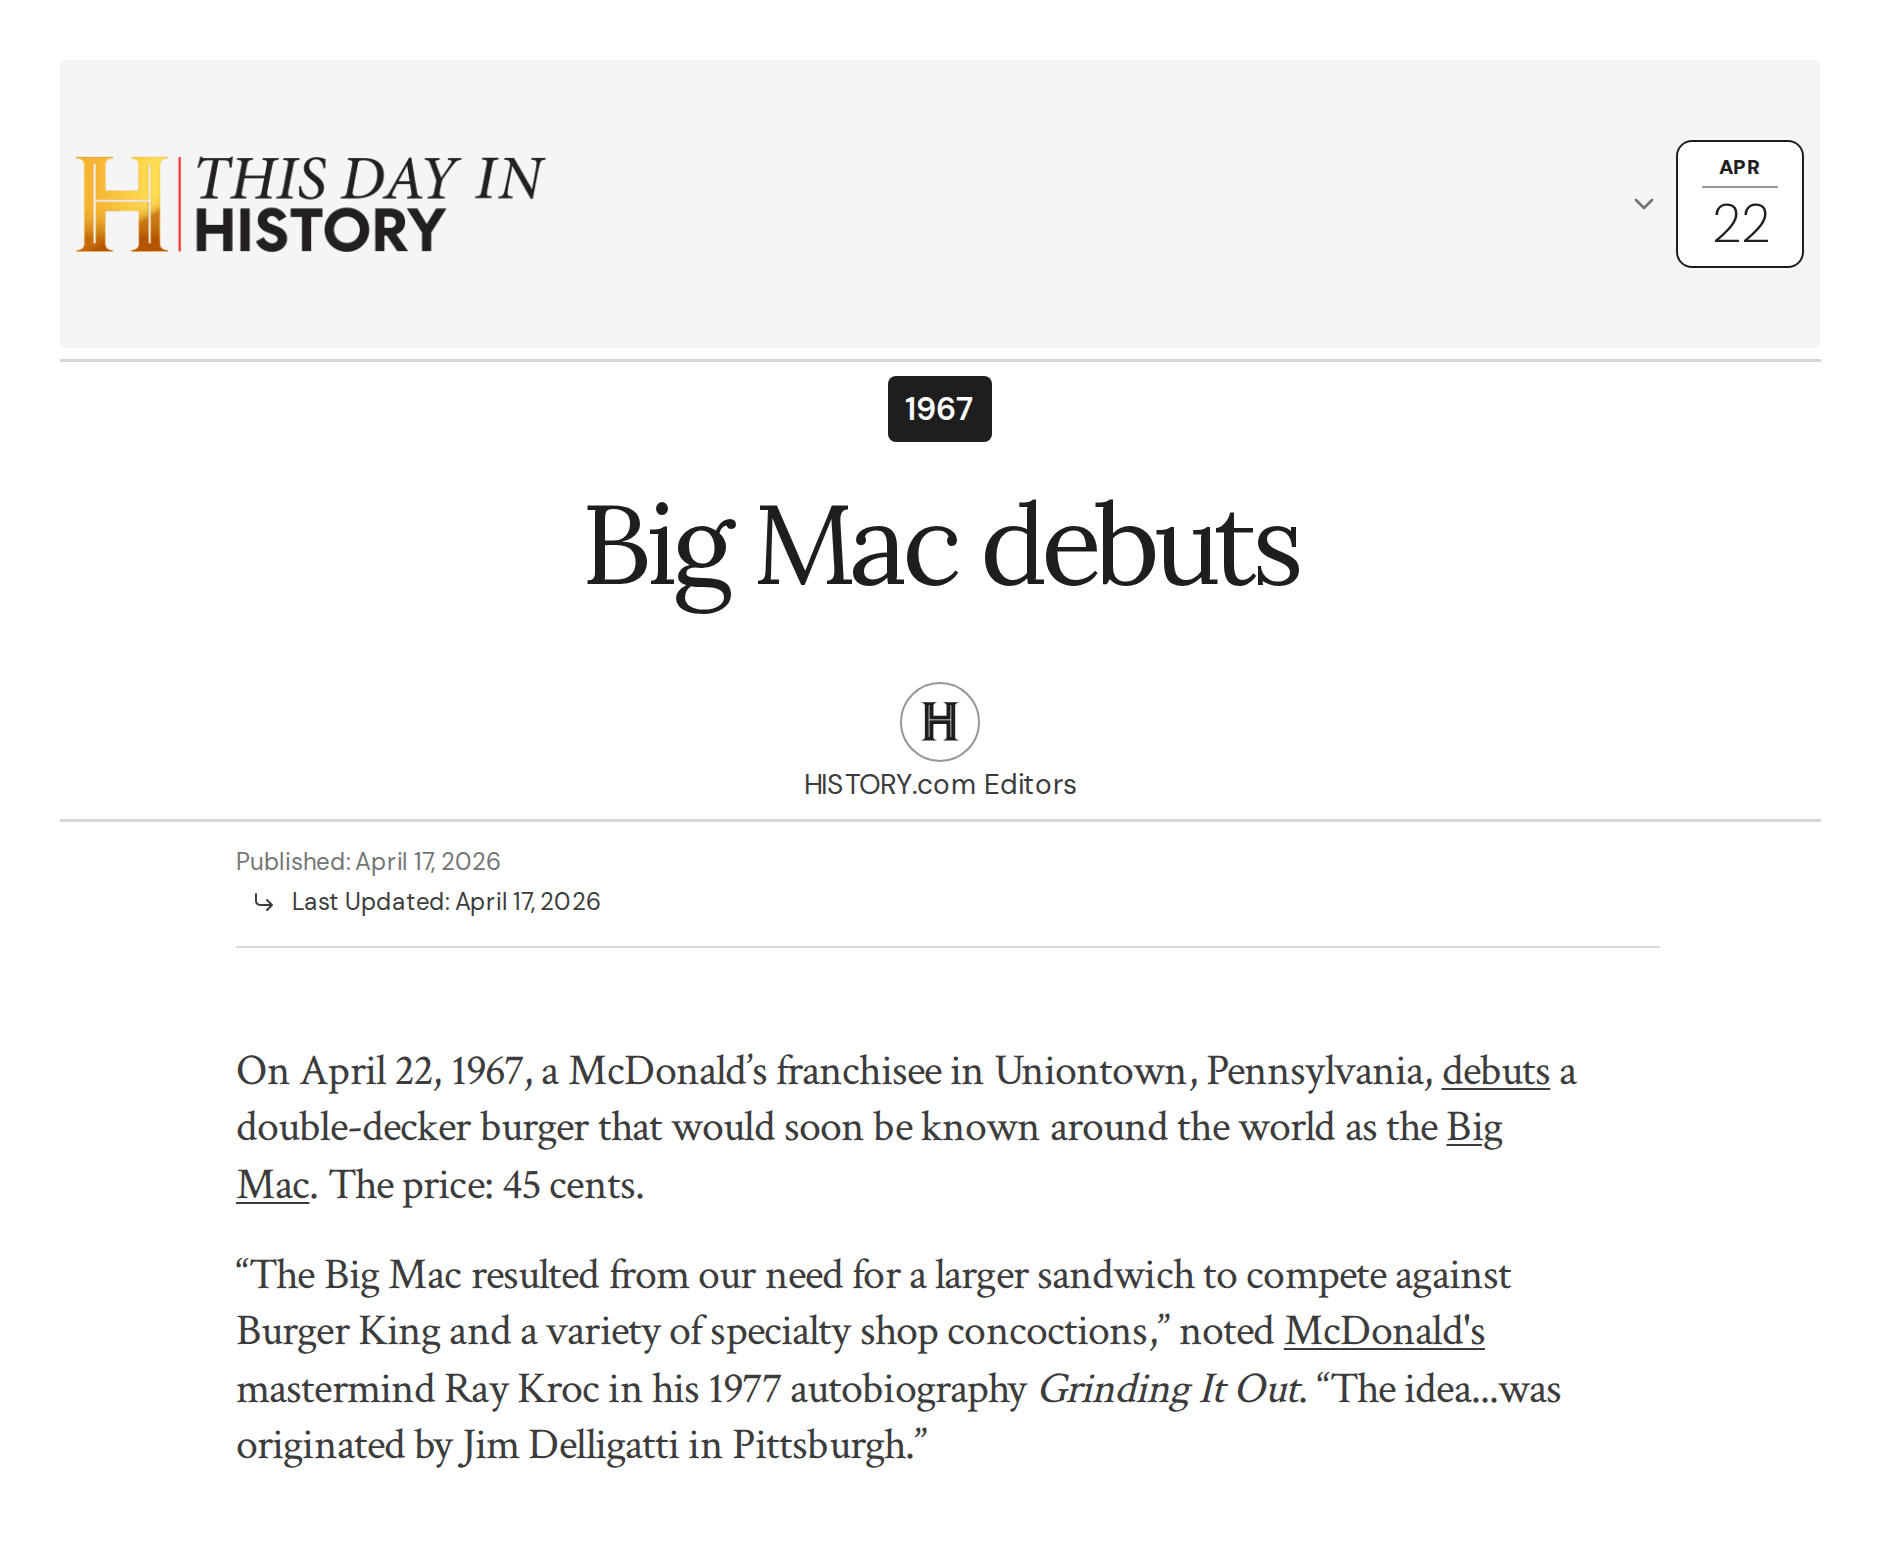 H THIS DAY IN
HISTORY
APR
22
1967
Big Mac debuts
H
HISTORY.com Editors
Published: April 17, 2026
Last Updated: April 17, 2026
On April 22, 1967, a McDonald’s franchisee in Uniontown, Pennsylvania, debuts a
double-decker burger that would soon be known around the world as the Big
Mac. The price: 45 cents.
“The Big Mac resulted from our need for a larger sandwich to compete against
Burger King and a variety of specialty shop concoctions,” noted McDonald's
mastermind Ray Kroc in his 1977 autobiography Grinding It Out. “The idea...was
originated by Jim Delligatti in Pittsburgh.”